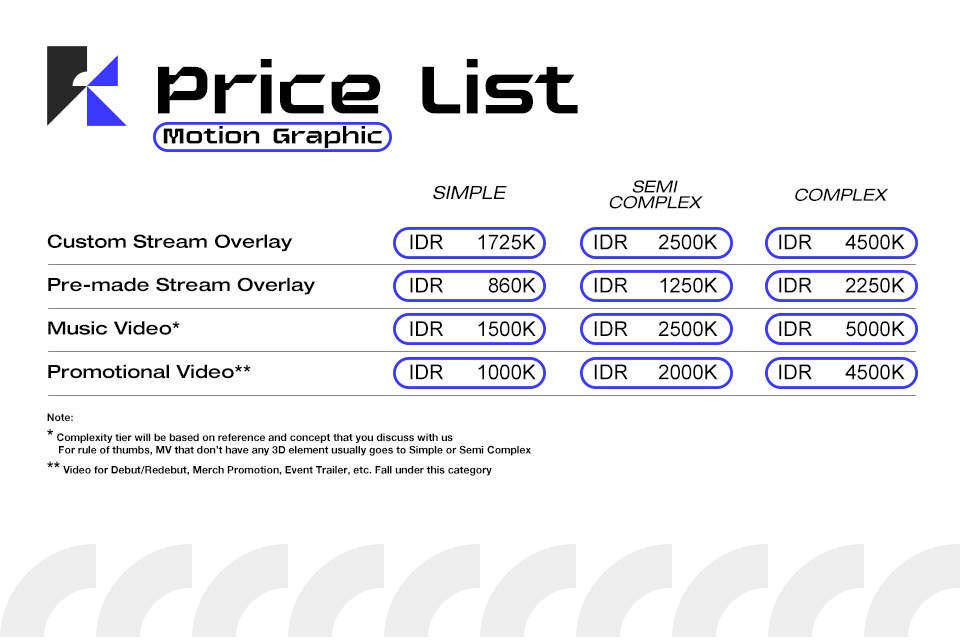 Price List
Motion Graphic
SIMPLE
SEMI
COMPLEX
COMPLEX
Custom Stream Overlay IDR 1725K IDR 2500K IDR 4500K
Pre-made Stream Overlay IDR 860K IDR 1250K IDR 2250K
Music Video* IDR 1500K IDR 2500K IDR 5000K
Promotional Video** IDR 1000K IDR 2000K IDR 4500K
Note:
* Complexity tier will be based on reference and concept that you discuss with us
For rule of thumbs, MV that don't have any 3D element usually goes to Simple or Semi Complex
** Video for Debut/Redebut, Merch Promotion, Event Trailer, etc. Fall under this category